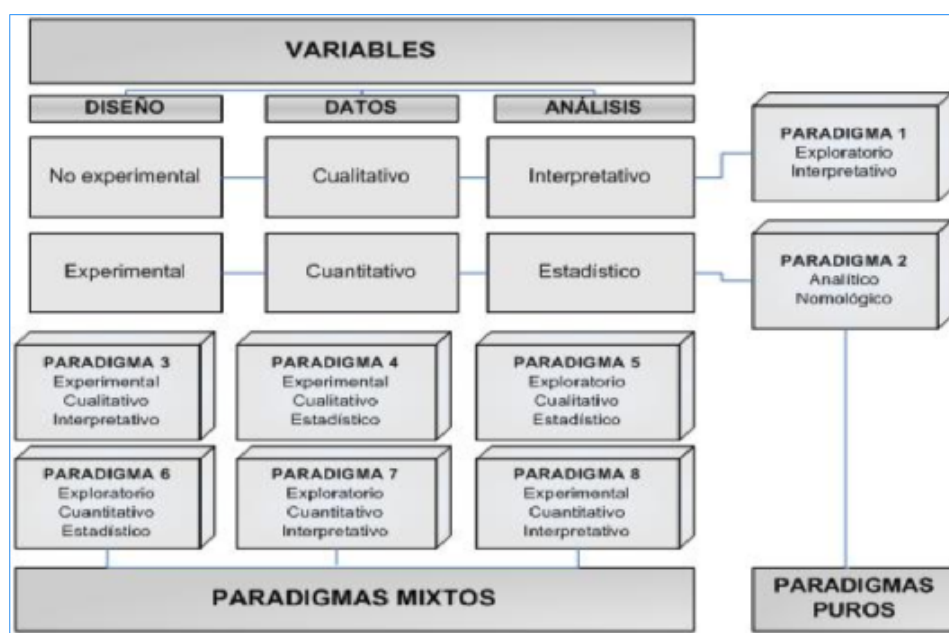 VARIABLES
DISEÑO
DATOS
ANÁLISIS
No experimental
Cualitativo
Interpretativo
PARADIGMA 1
Exploratorio
Interpretativo
Experimental
Cuantitativo
Estadístico
PARADIGMA 2
Analítico
Nomológico
PARADIGMA 3
Experimental
Cualitativo
Interpretativo
PARADIGMA 4
Experimental
Cualitativo
Estadístico
PARADIGMA 5
Exploratorio
Cualitativo
Estadístico
PARADIGMA 6
Exploratorio
Cuantitativo
Estadístico
PARADIGMA 7
Exploratorio
Cuantitativo
Interpretativo
PARADIGMA 8
Experimental
Cuantitativo
Interpretativo
PARADIGMAS MIXTOS
PARADIGMAS
PUROS